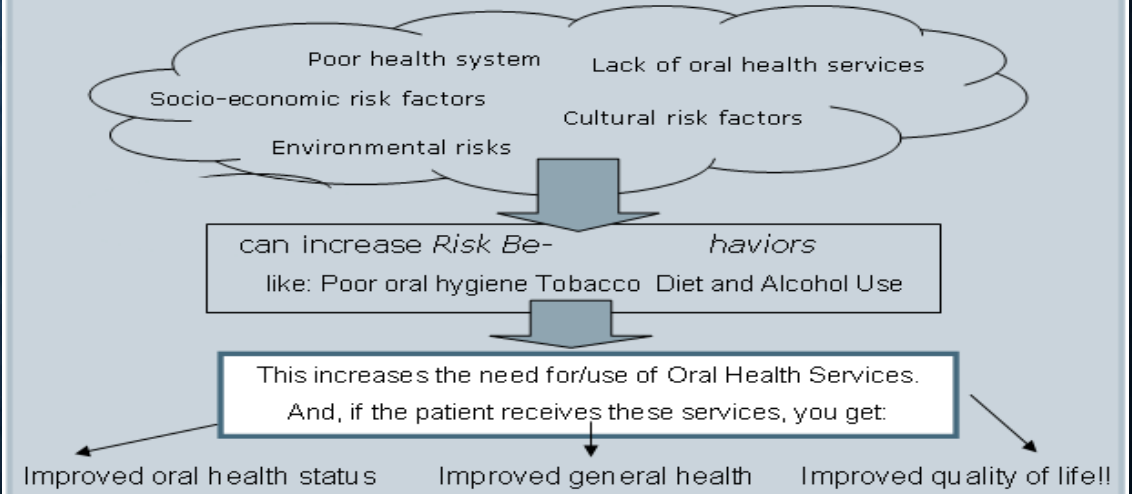 Poor health system
Lack of oral health services
Socio-economic risk factors
Cultural risk factors
Environmental risks
can increase Risk Be- haviors
like: Poor oral hygiene Tobacco Diet and Alcohol Use
This increases the need for/use of Oral Health Services.
And, if the patient receives these services, you get:
Improved oral health status
Improved general health
Improved quality of life!!